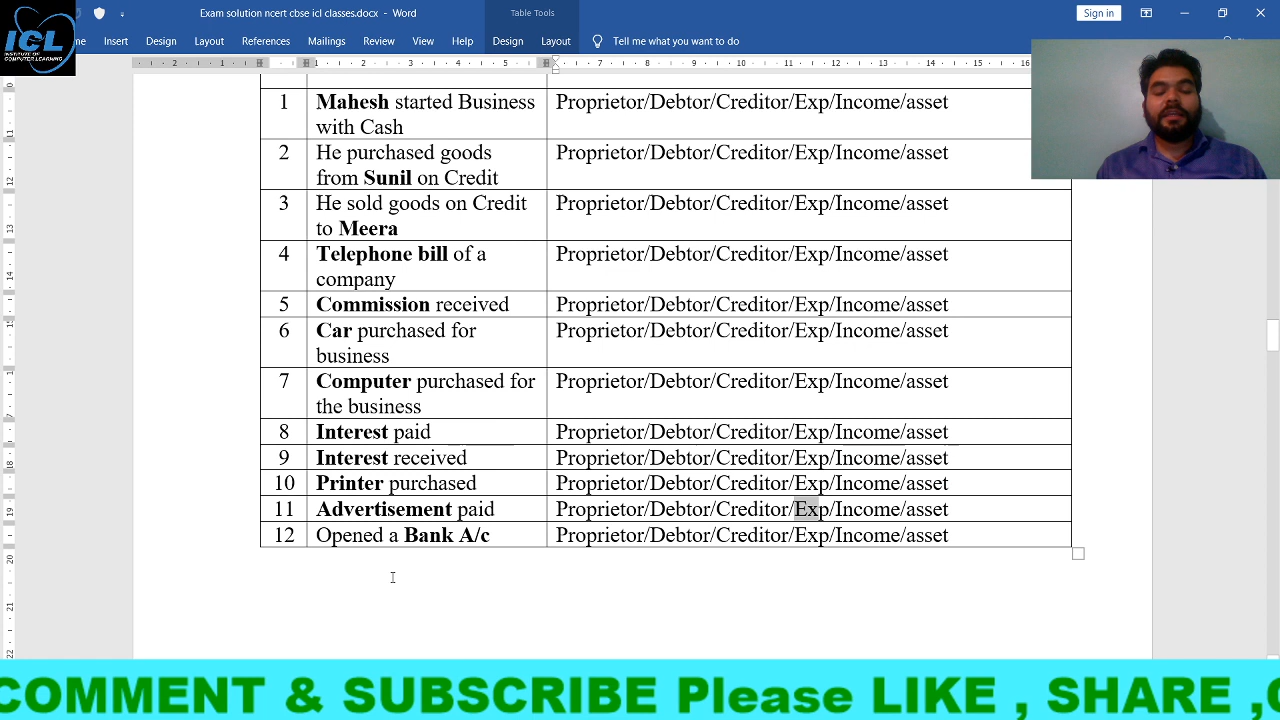 Exam solution ncert cbse icl classes.docx - Word
Table Tools
Sign in
ICL
INSTITUTE OF
COMPUTER LEARNING
me Insert Design Layout References Mailings Review View Help Design Layout Tell me what you want to do
1 Mahesh started Business Proprietor/Debtor/Creditor/Exp/Income/asset
with Cash
2 He purchased goods Proprietor/Debtor/Creditor/Exp/Income/asset
from Sunil on Credit
3 He sold goods on Credit Proprietor/Debtor/Creditor/Exp/Income/asset
to Meera
4 Telephone bill of a Proprietor/Debtor/Creditor/Exp/Income/asset
company
5 Commission received Proprietor/Debtor/Creditor/Exp/Income/asset
6 Car purchased for Proprietor/Debtor/Creditor/Exp/Income/asset
business
7 Computer purchased for Proprietor/Debtor/Creditor/Exp/Income/asset
the business
8 Interest paid Proprietor/Debtor/Creditor/Exp/Income/asset
9 Interest received Proprietor/Debtor/Creditor/Exp/Income/asset
10 Printer purchased Proprietor/Debtor/Creditor/Exp/Income/asset
11 Advertisement paid Proprietor/Debtor/Creditor/Exp/Income/asset
12 Opened a Bank A/c Proprietor/Debtor/Creditor/Exp/Income/asset
COMMENT & SUBSCRIBE Please LIKE , SHARE ,